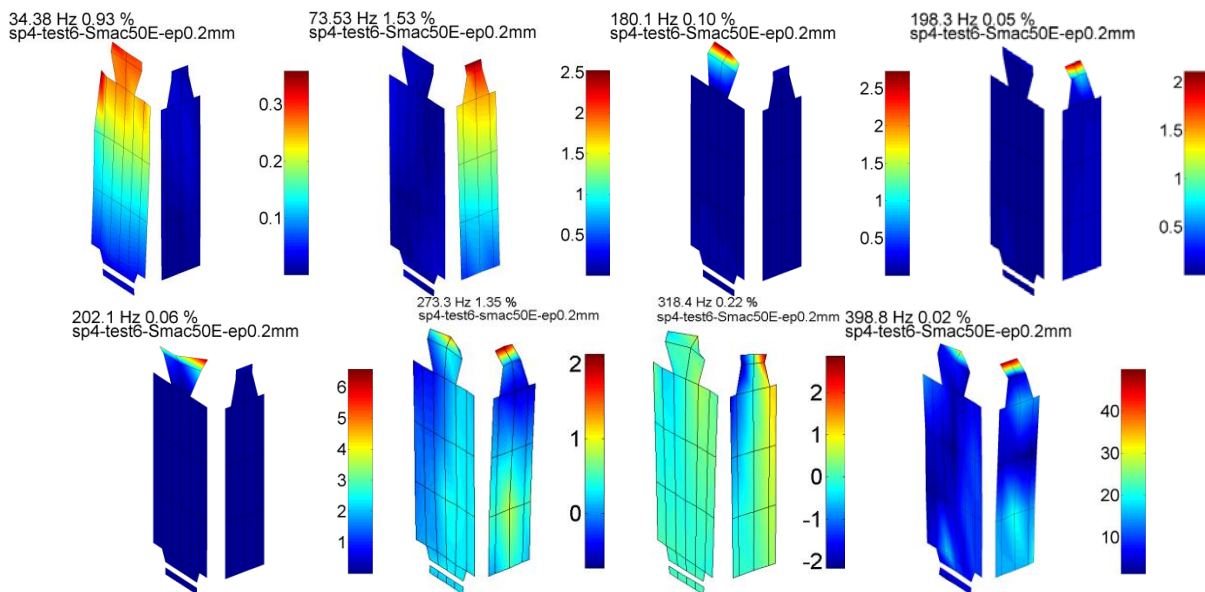 34.38 Hz 0.93 %
sp4-test6-Smac50E-ep0.2mm
0.3
0.2
0.1
73.53 Hz 1.53 %
sp4-test6-Smac50E-ep0.2mm
2.5
2
1.5
1
0.5
180.1 Hz 0.10 %
sp4-test6-Smac50E-ep0.2mm
2.5
2
1.5
1
0.5
198.3 Hz 0.05 %
sp4-test6-Smac50E-ep0.2mm
2
1.5
1
0.5
202.1 Hz 0.06 %
sp4-test6-Smac50E-ep0.2mm
6
5
4
3
2
1
273.3 Hz 1.35 %
sp4-test6-smac50E-ep0.2mm
2
1
0
318.4 Hz 0.22 %
sp4-test6-Smac50E-ep0.2mm
2
1
0
-1
-2
398.8 Hz 0.02 %
sp4-test6-Smac50E-ep0.2mm
40
30
20
10